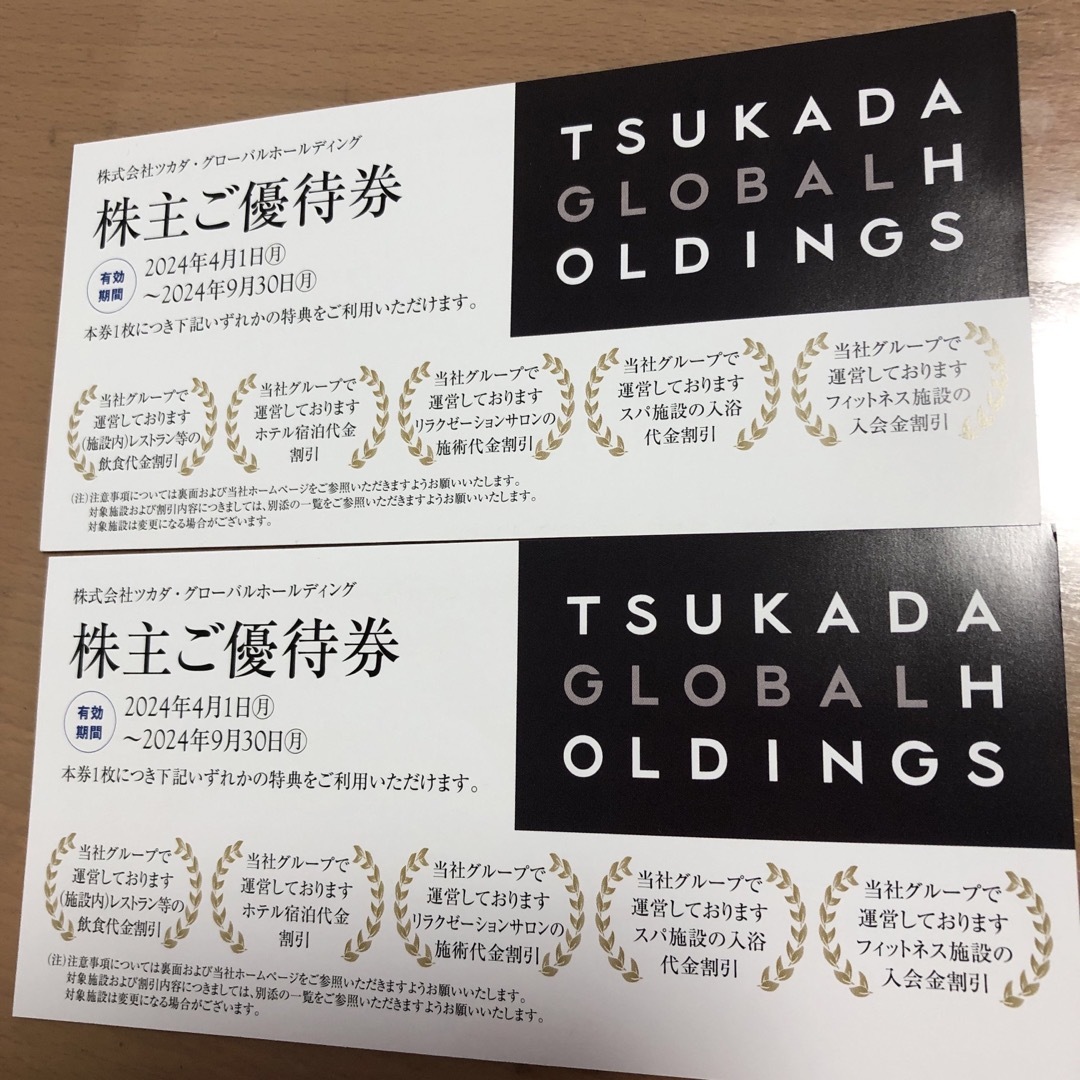 株式会社ツカダ・グローバルホールディング
株主ご優待券
有効
期間
2024年4月1日㊊
～2024年9月30日㊊
本券1枚につき下記いずれかの特典をご利用いただけます。
TSUKADA
GLOBALH
OLDINGS
当社グループで
運営しております
(施設内)レストラン等の
飲食代金割引
当社グループで
運営しております
ホテル宿泊代金
割引
当社グループで
運営しております
リラクゼーションサロンの
施術代金割引
当社グループで
運営しております
スパ施設の入浴
代金割引
当社グループで
運営しております
フィットネス施設の
入会金割引
(注)注意事項については裏面および当社ホームページをご参照いただきますようお願いいたします。
対象施設および割引内容につきましては、別添の一覧をご参照いただきますようお願いいたします。
対象施設は変更になる場合がございます。
株式会社ツカダ・グローバルホールディング
株主ご優待券
有効
期間
2024年4月1日㊊
～2024年9月30日㊊
本券1枚につき下記いずれかの特典をご利用いただけます。
TSUKADA
GLOBALH
OLDINGS
当社グループで
運営しております
(施設内)レストラン等の
飲食代金割引
当社グループで
運営しております
ホテル宿泊代金
割引
当社グループで
運営しております
リラクゼーションサロンの
施術代金割引
当社グループで
運営しております
スパ施設の入浴
代金割引
当社グループで
運営しております
フィットネス施設の
入会金割引
(注)注意事項については裏面および当社ホームページをご参照いただきますようお願いいたします。
対象施設および割引内容につきましては、別添の一覧をご参照いただきますようお願いいたします。
対象施設は変更になる場合がございます。